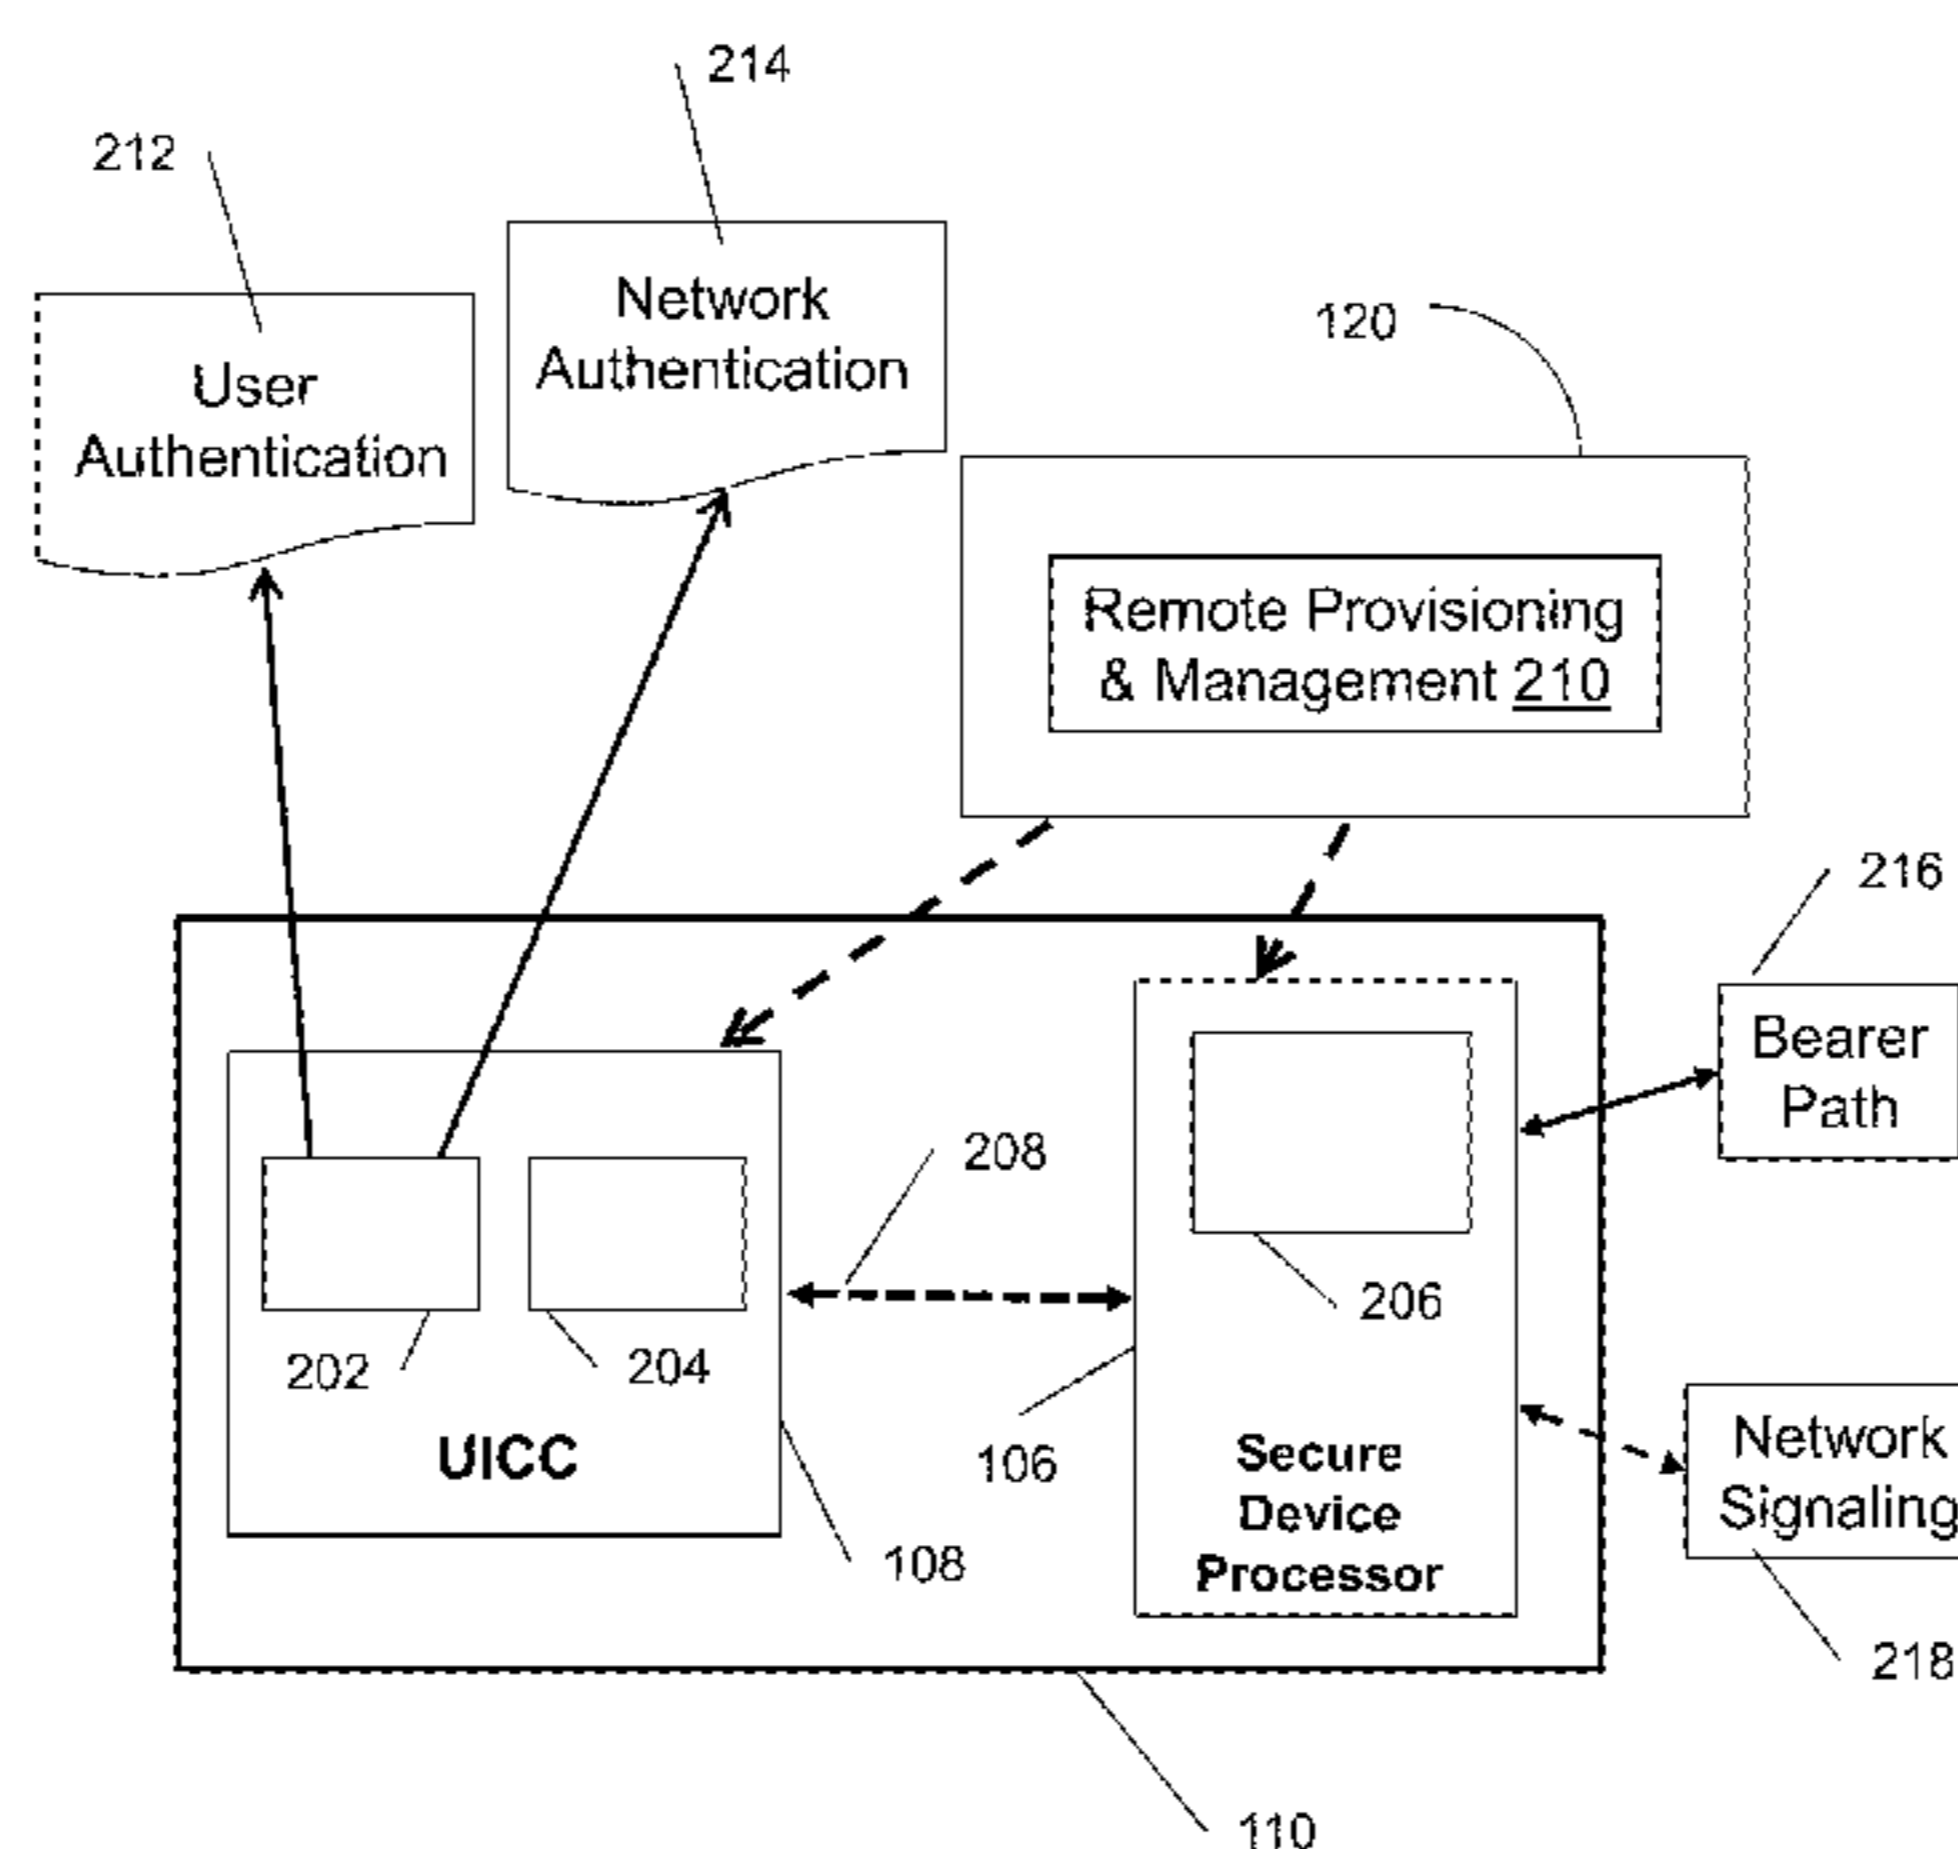 214
212
Network
Authentication
120
User
Authentication
Remote Provisioning
& Management 210
216
Bearer
Path
208
206
202
204
UICC
106
Secure
Device
Processor
Network
Signaling
108
218
110